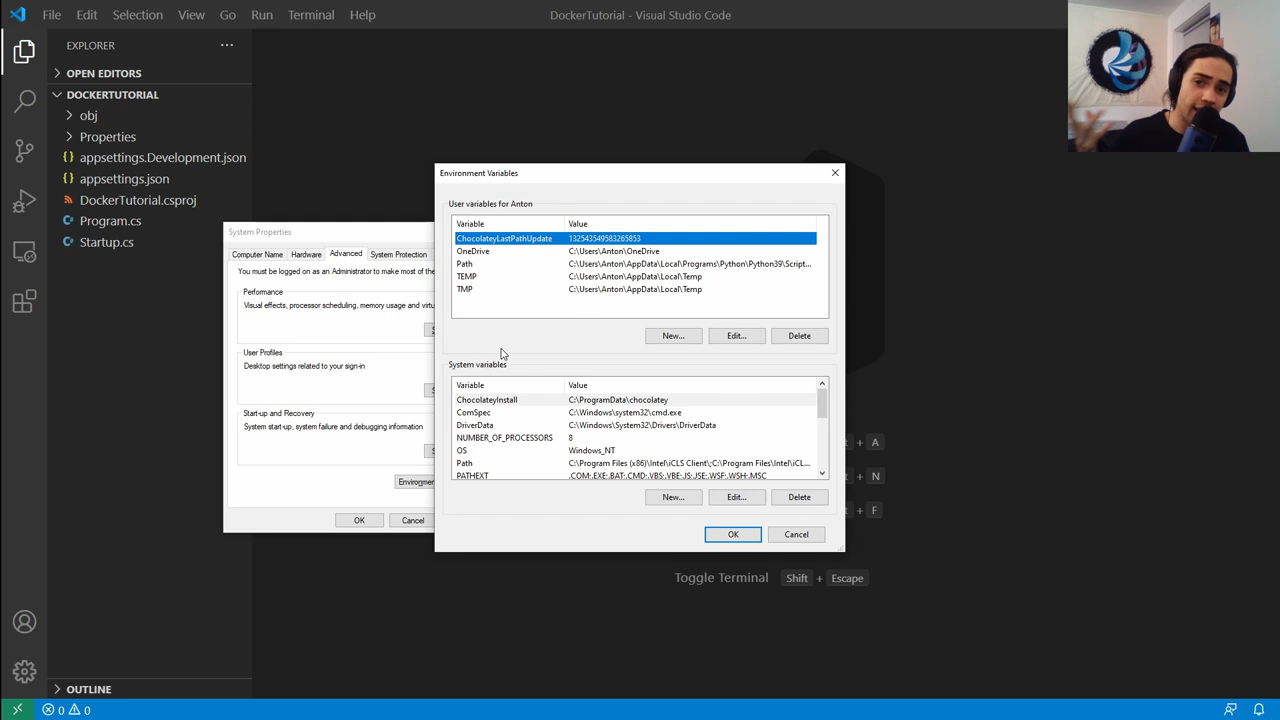 File Edit Selection View Go Run Terminal Help
DockerTutorial - Visual Studio Code
EXPLORER
OPEN EDITORS
DOCKERTUTORIAL
obj
Properties
appsettings.Development.json
appsettings.json
DockerTutorial.csproj
Program.cs
Startup.cs
System Properties
Computer Name Hardware Advanced System Protection
You must be logged on as an Administrator to make most of the
Performance
Visual effects, processor scheduling, memory usage and virtu
User Profiles
Desktop settings related to your sign-in
Start-up and Recovery
System start-up, system failure and debugging information
Environmer
OK Cancel
Environment Variables
User variables for Anton
Variable Value
ChocolateyLastPathUpdate 132543549583265853
OneDrive C:\Users\Anton\OneDrive
Path C:\Users\Anton\AppData\Local\Programs\Python\Python39\Script...
TEMP C:\Users\Anton\AppData\Local\Temp
TMP C:\Users\Anton\AppData\Local\Temp
New... Edit... Delete
System variables
Variable Value
ChocolateyInstall C:\ProgramData\chocolatey
ComSpec C:\Windows\system32\cmd.exe
DriverData C:\Windows\System32\Drivers\DriverData
NUMBER_OF_PROCESSORS 8
OS Windows_NT
Path C:\Program Files (x86)\Intel\iCLS Client\;C:\Program Files\Intel\iCL...
PATHEXT .COM;.EXE;.BAT;.CMD;.VBS;.VBE;.JS;.JSE;.WSF;.WSH;.MSC
New... Edit... Delete
OK Cancel
+ A
+ N
+ F
Toggle Terminal Shift + Escape
OUTLINE
0 0